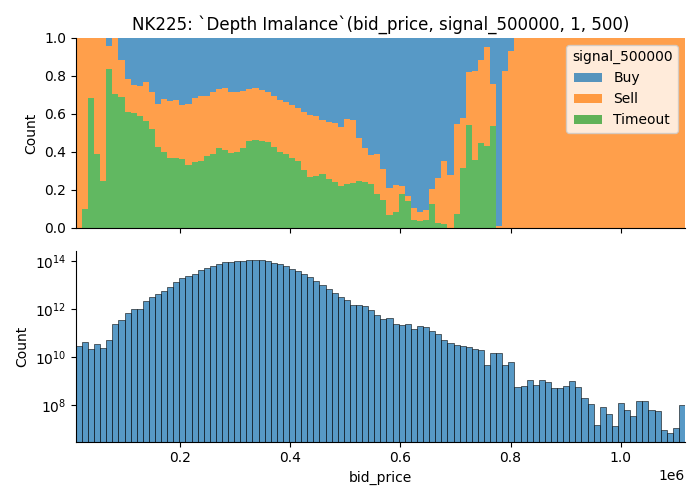 NK225: `Depth Imalance`(bid_price, signal_500000, 1, 500)
Count
1.0
0.8
0.6
0.4
0.2
0.0
signal_500000
Buy
Sell
Timeout
Count
10^14
10^12
10^10
10^8
0.2
0.4
0.6
0.8
1.0
1e6
bid_price